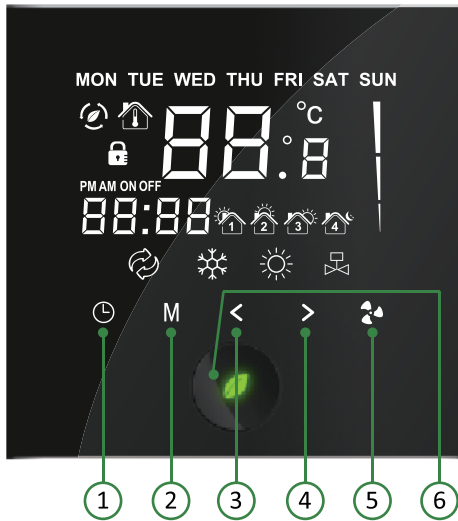 MON TUE WED THU FRI SAT SUN
88.8°°C
PM AM ON OFF
88:88 1 2 3 4
M < >
1 2 3 4 5 6